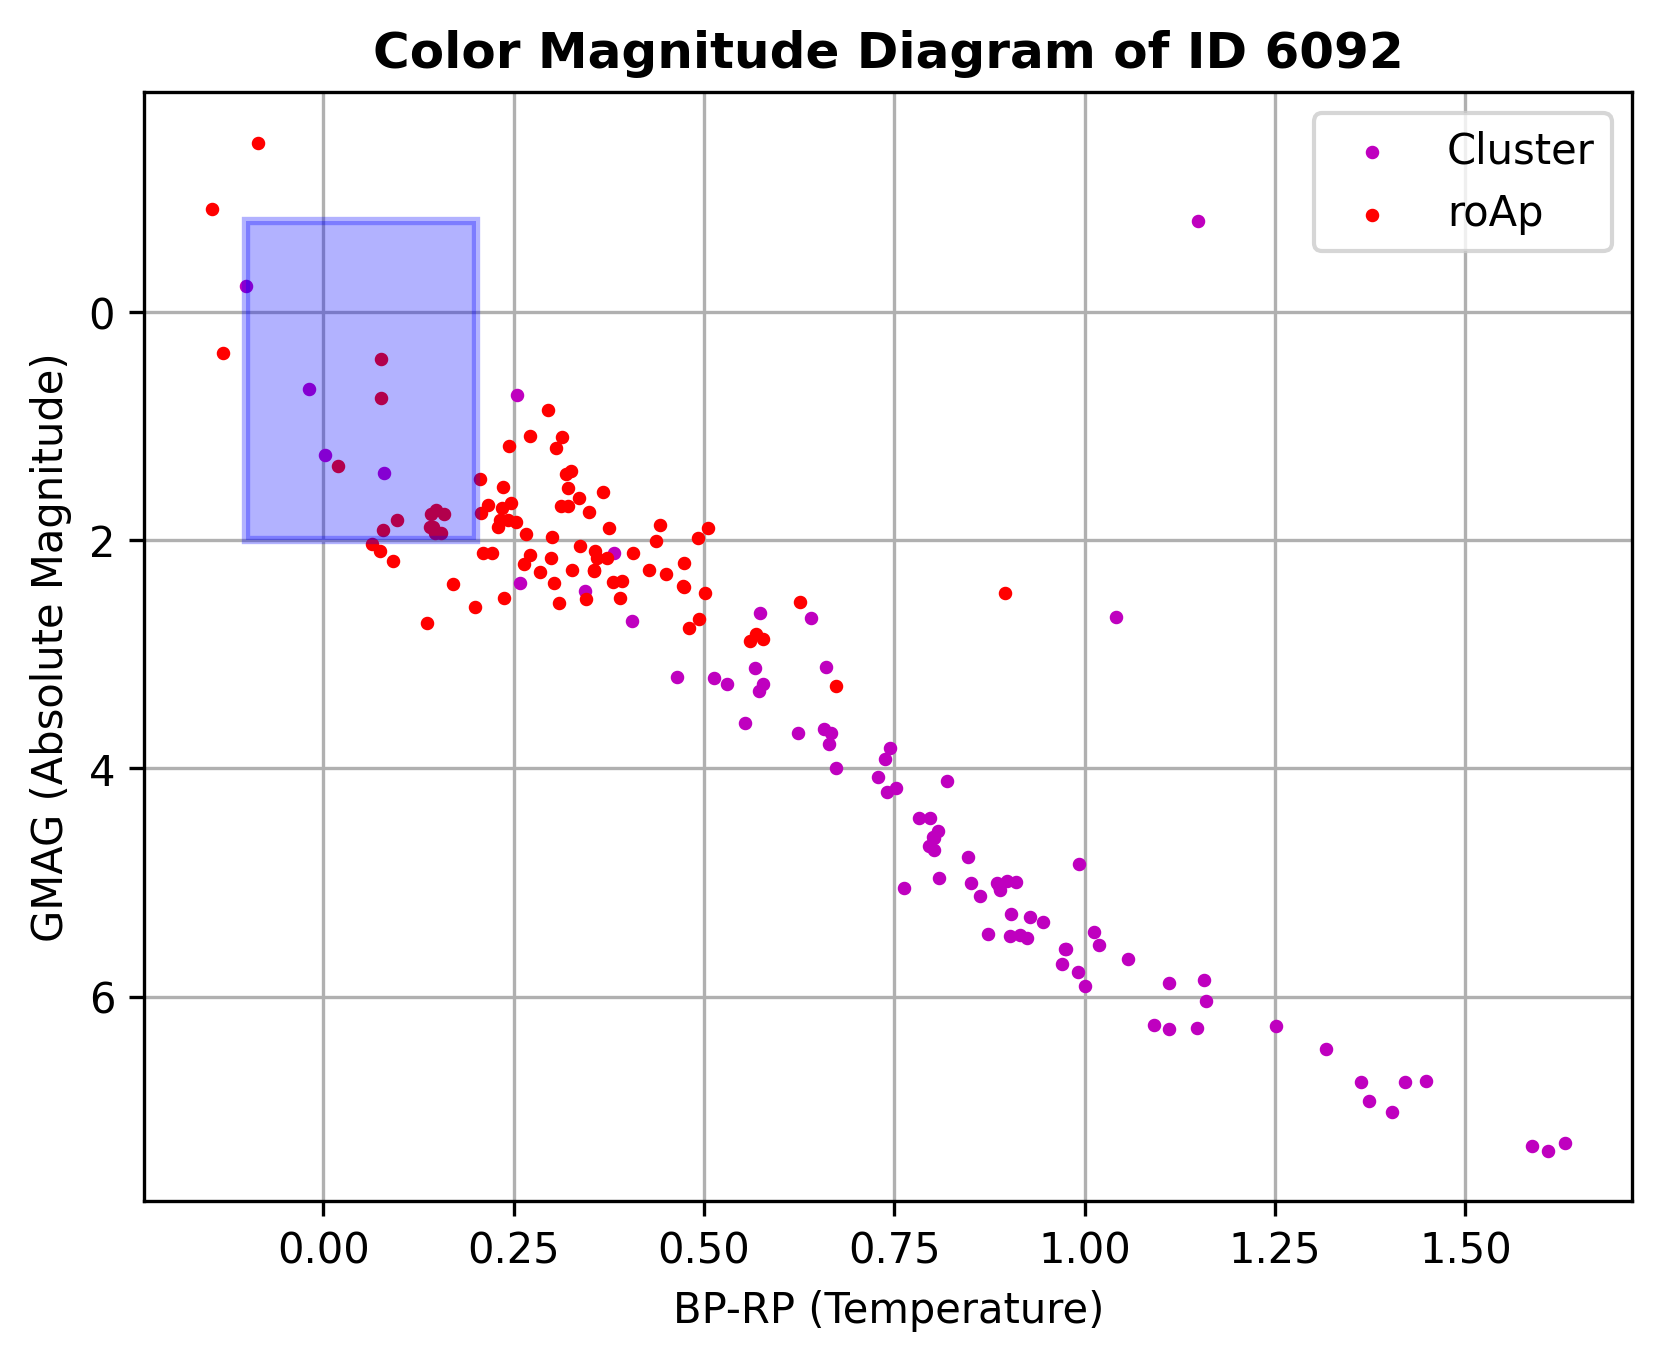 Color Magnitude Diagram of ID 6092
Cluster
roAp
GMAG (Absolute Magnitude)
0
2
4
6
0.00 0.25 0.50 0.75 1.00 1.25 1.50
BP-RP (Temperature)